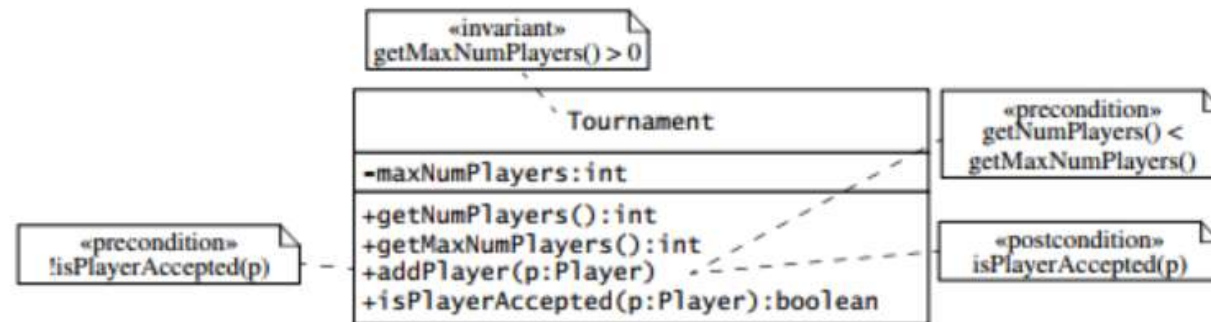 «invariant»
getMaxNumPlayers() > 0
Tournament
-maxNumPlayers:int
+getNumPlayers():int
+getMaxNumPlayers():int
+addPlayer(p:Player)
+isPlayerAccepted(p:Player):boolean
«precondition»
!isPlayerAccepted(p)
«precondition»
getNumPlayers() <
getMaxNumPlayers()
«postcondition»
isPlayerAccepted(p)